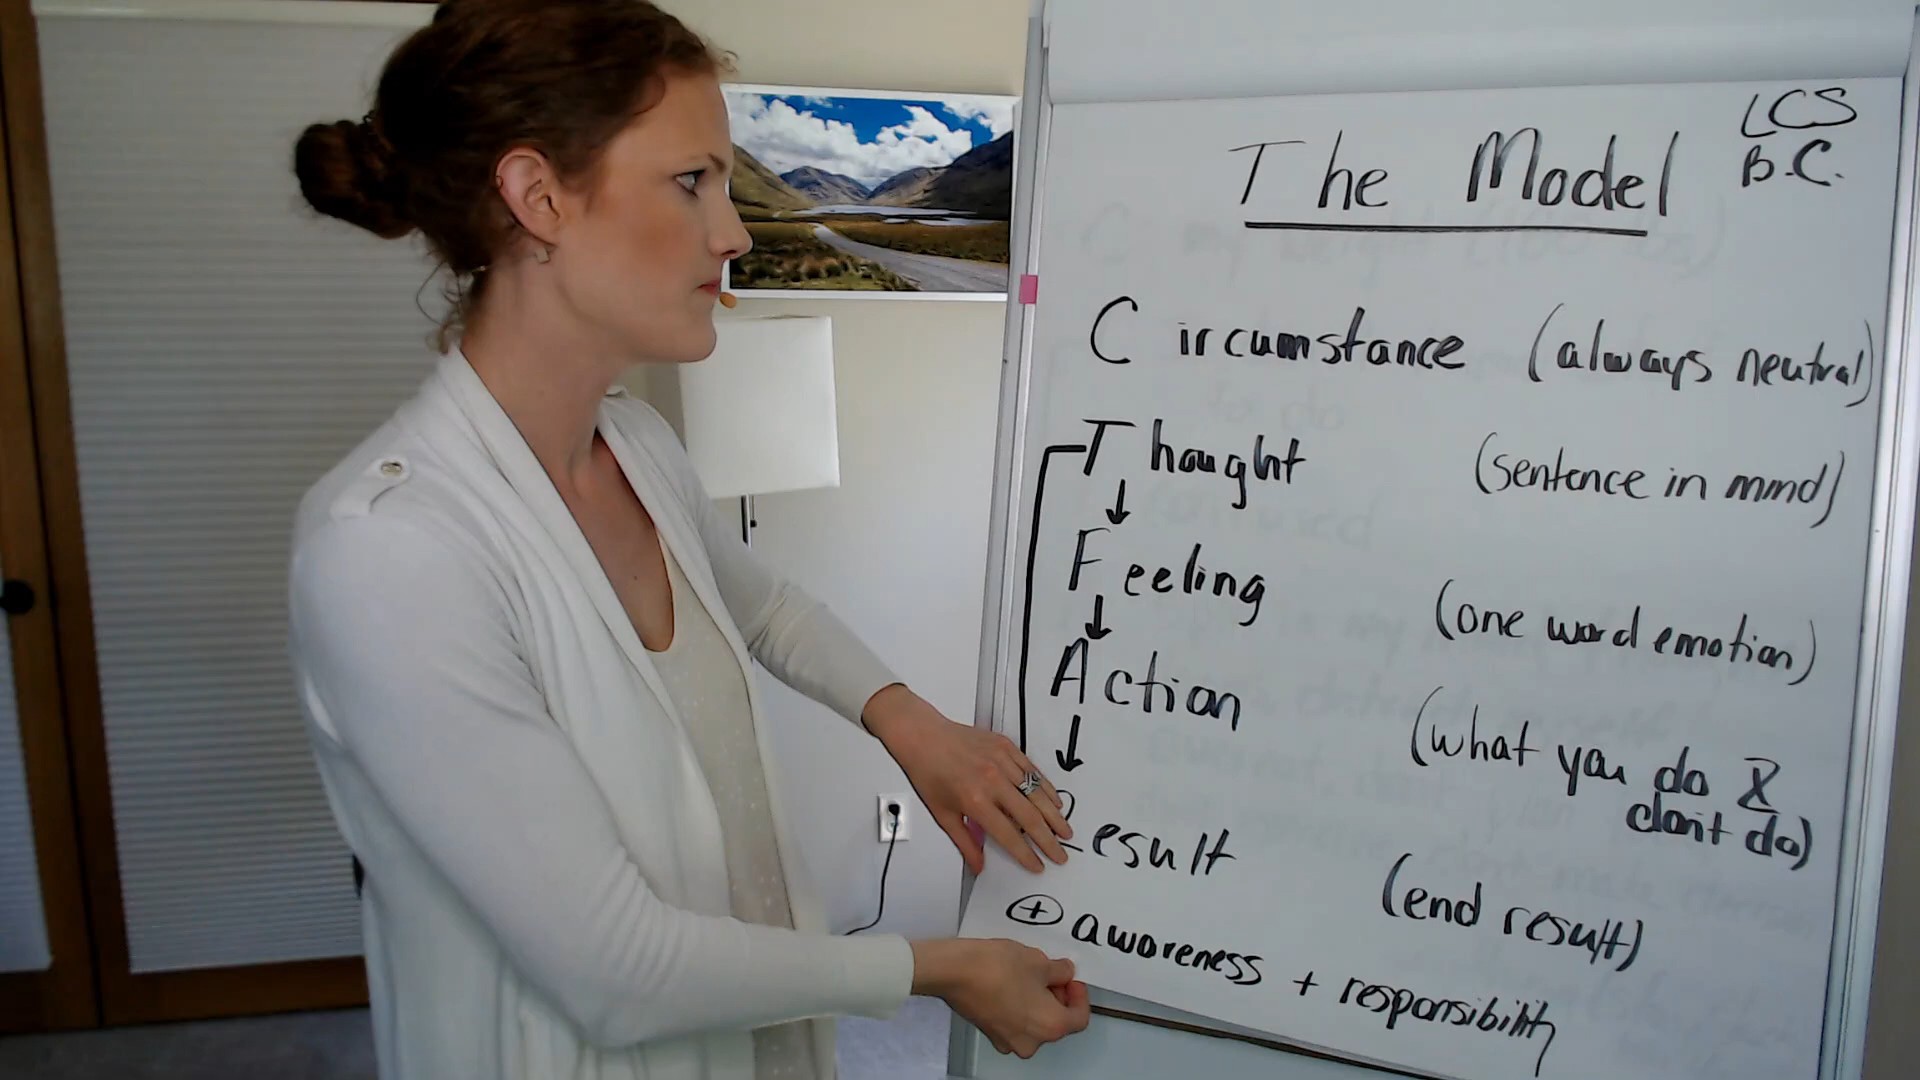 The Model
LCS
B.C.
Circumstance (always neutral)
Thought (sentence in mind)
Feeling (one word emotion)
Action (what you do &
don't do)
Result (end result)
+ awareness + responsibility